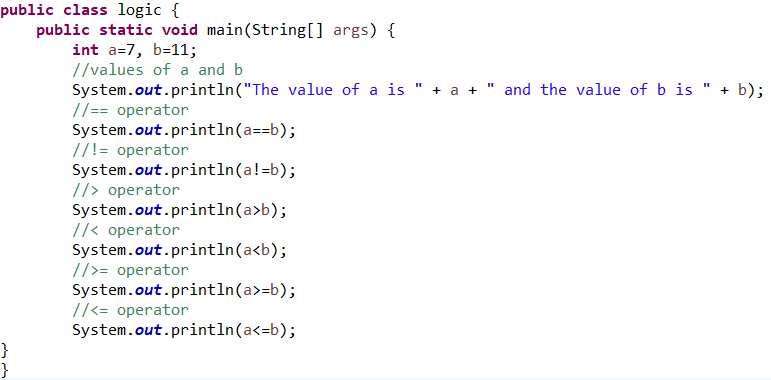 public class logic {
    public static void main(String[] args) {
        int a=7, b=11;
        //values of a and b
        System.out.println("The value of a is " + a + " and the value of b is " + b);
        //== operator
        System.out.println(a==b);
        //!= operator
        System.out.println(a!=b);
        //> operator
        System.out.println(a>b);
        //< operator
        System.out.println(a<b);
        //>= operator
        System.out.println(a>=b);
        //<= operator
        System.out.println(a<=b);
}
}